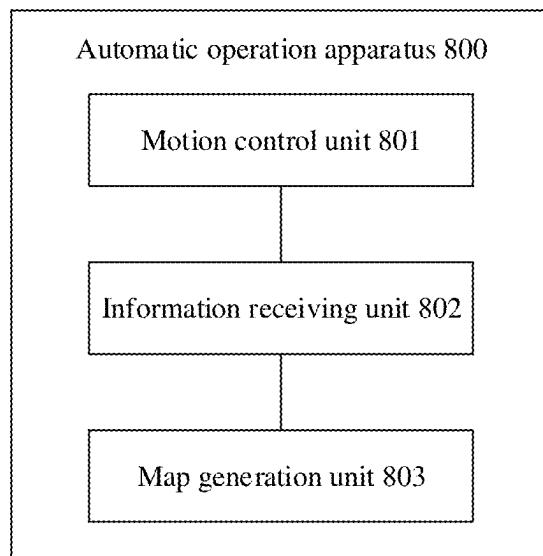 Automatic operation apparatus 800
Motion control unit 801
Information receiving unit 802
Map generation unit 803